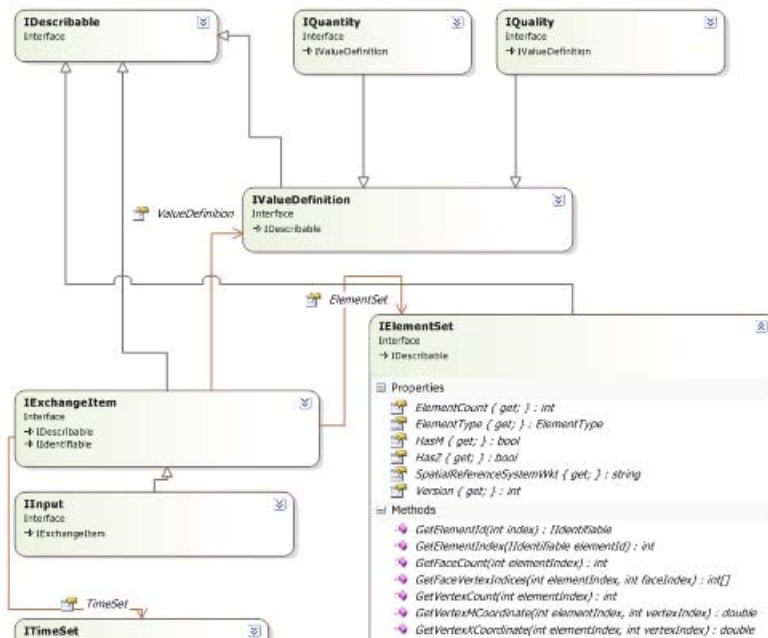 IDescribable
Interface
IQuantity
Interface
IValueDefinition
IQuality
Interface
IValueDefinition
ValueDefinition
IValueDefinition
Interface
IDescribable
ElementSet
IElementSet
Interface
IDescribable
Properties
ElementCount { get; } : int
ElementType { get; } : ElementType
HasM { get; } : bool
HasZ { get; } : bool
SpatialReferenceSystemWkt { get; } : string
Version { get; } : int
Methods
GetElementId(int index) : IIdentifiable
GetElementIndex(IIdentifiable elementId) : int
GetFaceCount(int elementIndex) : int
GetFaceVertexIndices(int elementIndex, int faceIndex) : int[]
GetVertexCount(int elementIndex) : int
GetVertexMCoordinate(int elementIndex, int vertexIndex) : double
GetVertexXCoordinate(int elementIndex, int vertexIndex) : double
IExchangeItem
Interface
IDescribable
IIdentifiable
IInput
Interface
IExchangeItem
TimeSet
ITimeSet